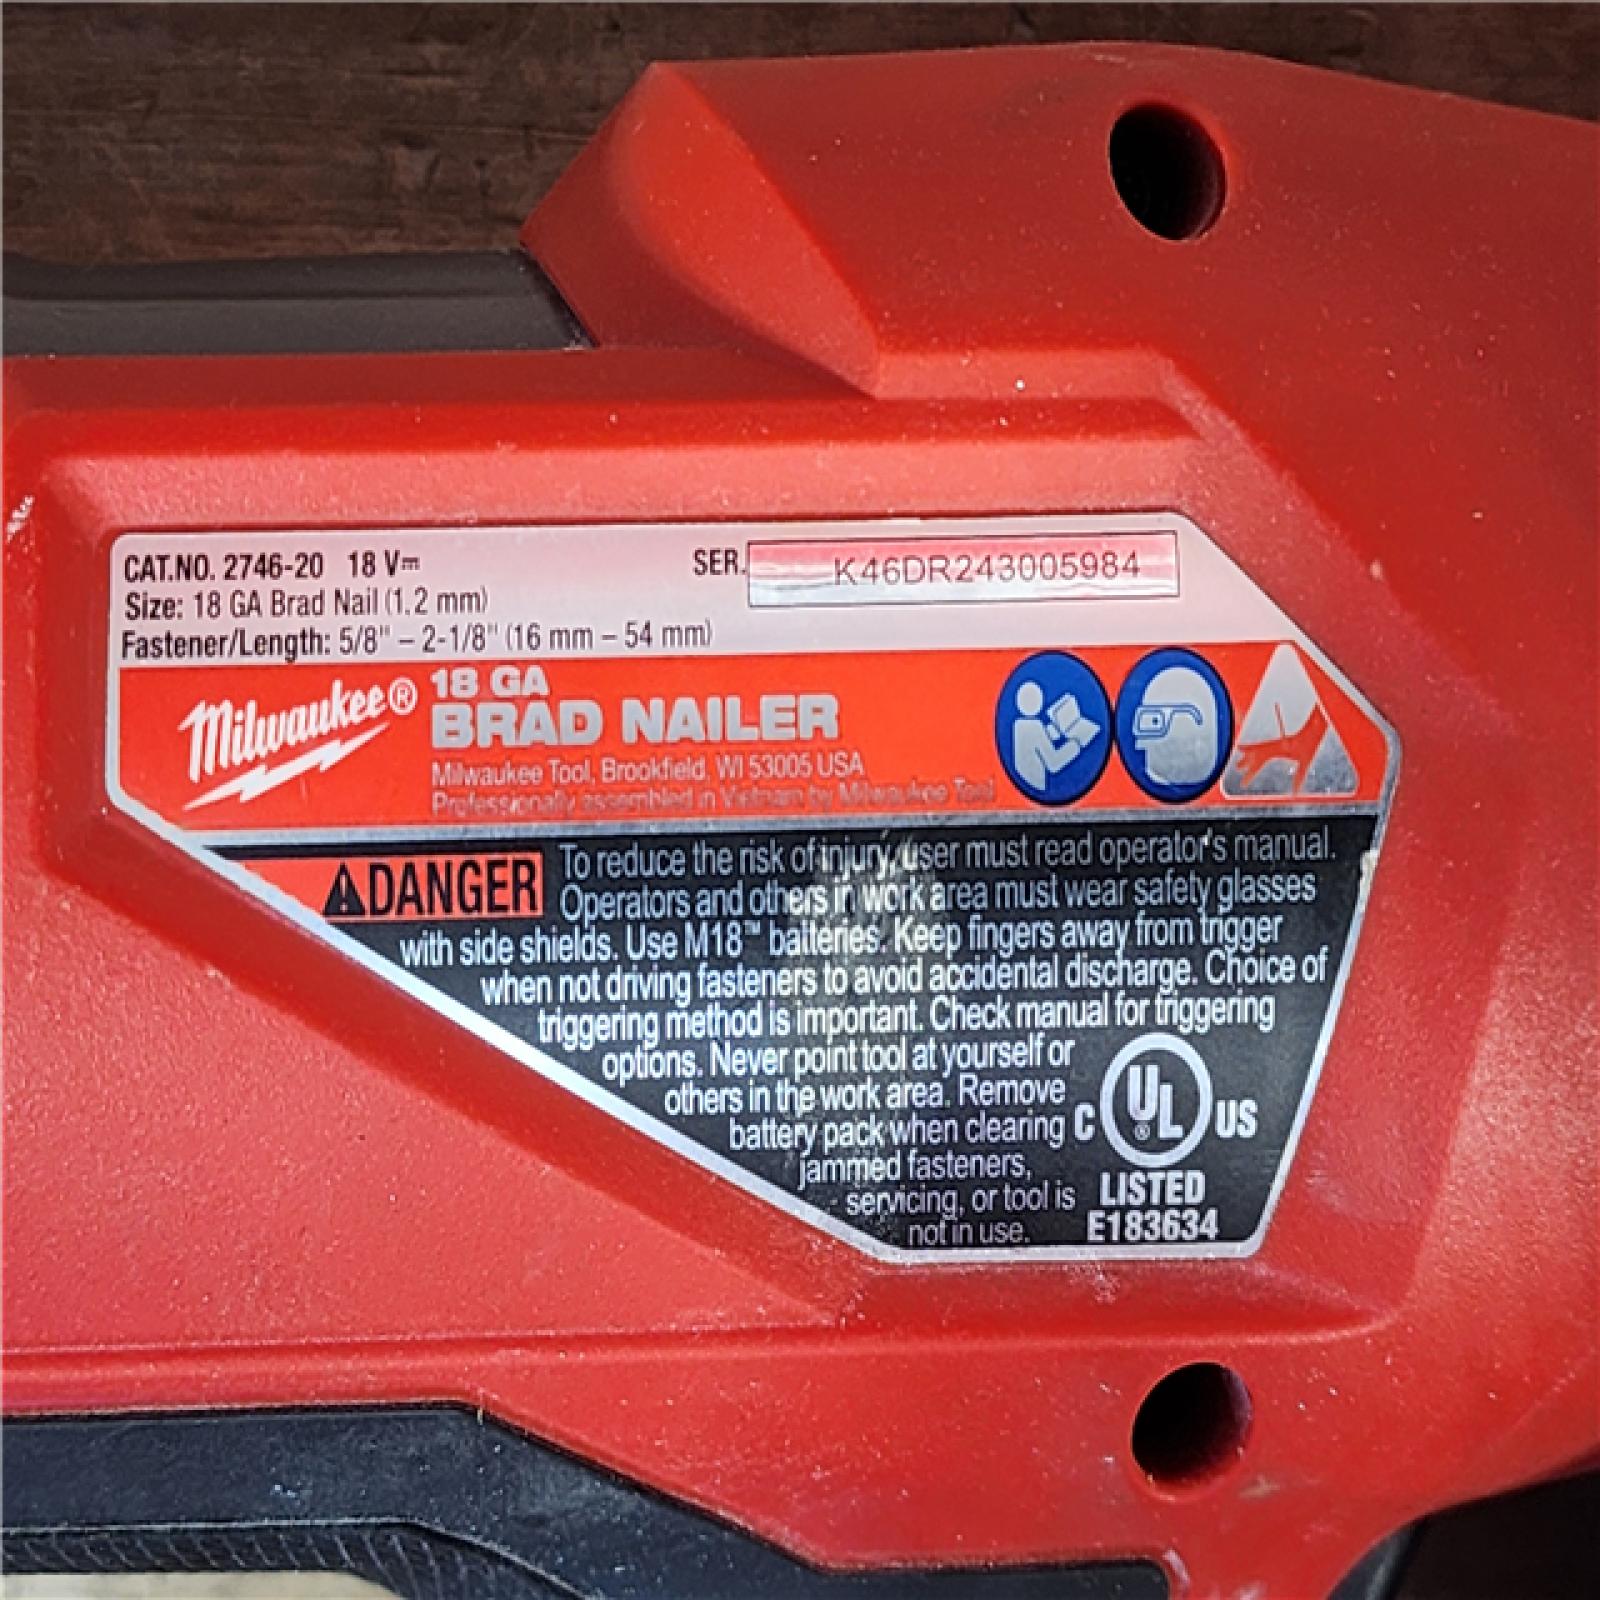 CAT.NO. 2746-20 18 V⎓ SER. K46DR243005984
Size: 18 GA Brad Nail (1.2 mm)
Fastener/Length: 5/8" – 2-1/8" (16 mm – 54 mm)
Milwaukee®
18 GA
BRAD NAILER
Milwaukee Tool, Brookfield, WI 53005 USA
Professionally assembled in Vietnam by Milwaukee Tool
⚠DANGER To reduce the risk of injury, user must read operator's manual.
Operators and others in work area must wear safety glasses
with side shields. Use M18™ batteries. Keep fingers away from trigger
when not driving fasteners to avoid accidental discharge. Choice of
triggering method is important. Check manual for triggering
options. Never point tool at yourself or
others in the work area. Remove
battery pack when clearing
jammed fasteners,
servicing, or tool is
not in use.
C UL® US
LISTED
E183634